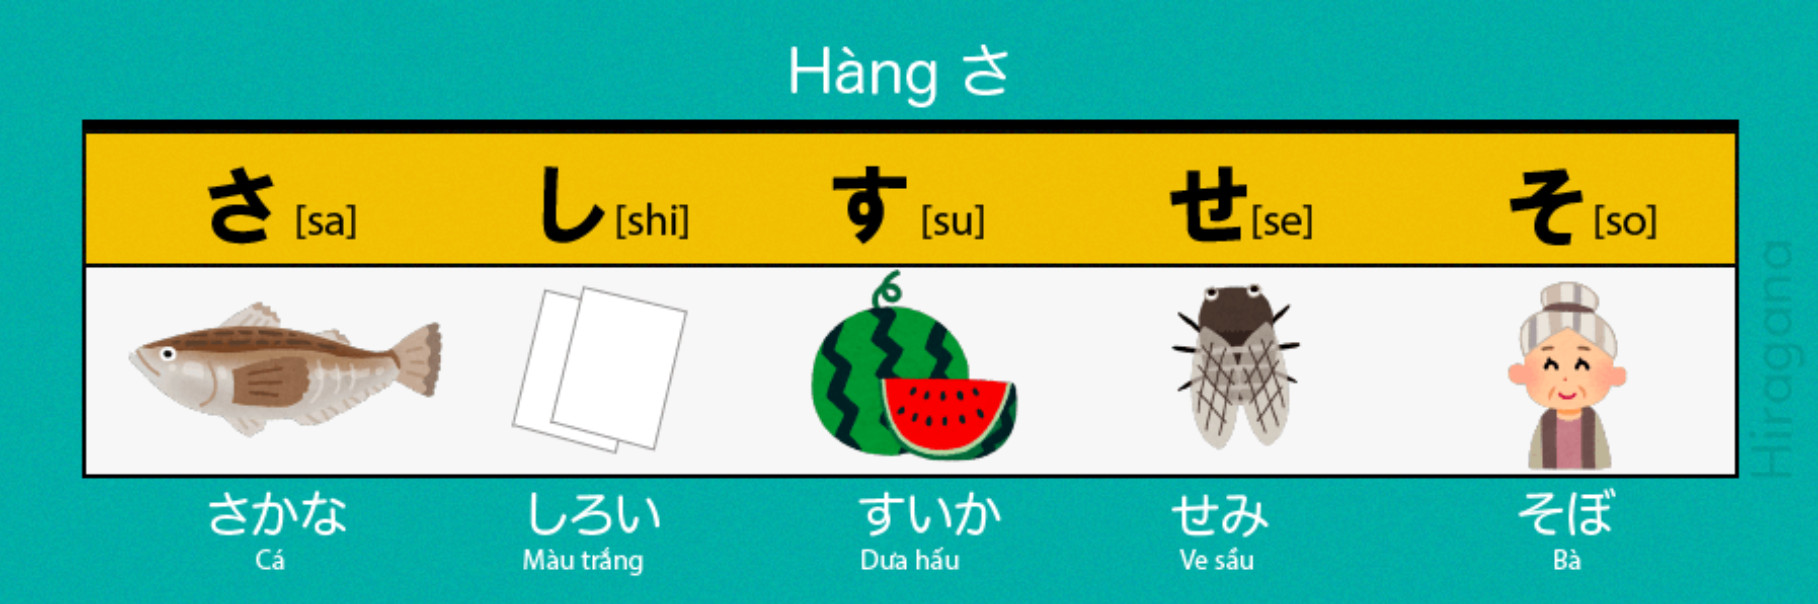 Hàng さ
さ [sa] し [shi] す [su] せ [se] そ [so]
さかな しろい すいか せみ そぼ
Cá Màu trắng Dưa hấu Ve sầu Bà
Hiragana